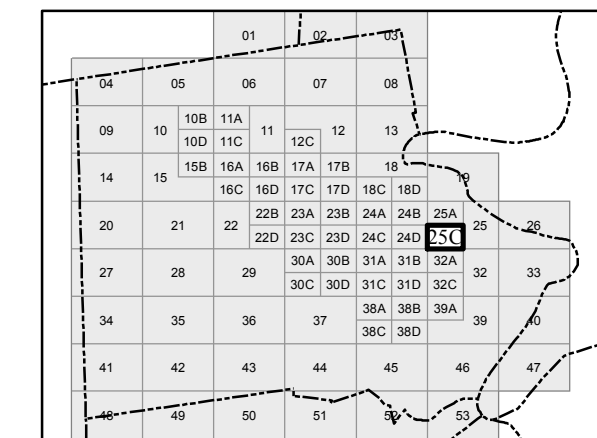 01 02 03
04 05 06 07 08
10B 11A
09 10 11 12 13
10D 11C 12C
15B 16A 16B 17A 17B 18
14 15 19
16C 16D 17C 17D 18C 18D
22B 23A 23B 24A 24B 25A
20 21 22 25 26
22D 23C 23D 24C 24D 25C
30A 30B 31A 31B 32A
27 28 29 32 33
30C 30D 31C 31D 32C
38A 38B 39A
34 35 36 37 39 40
38C 38D
41 42 43 44 45 46 47
48 49 50 51 52 53